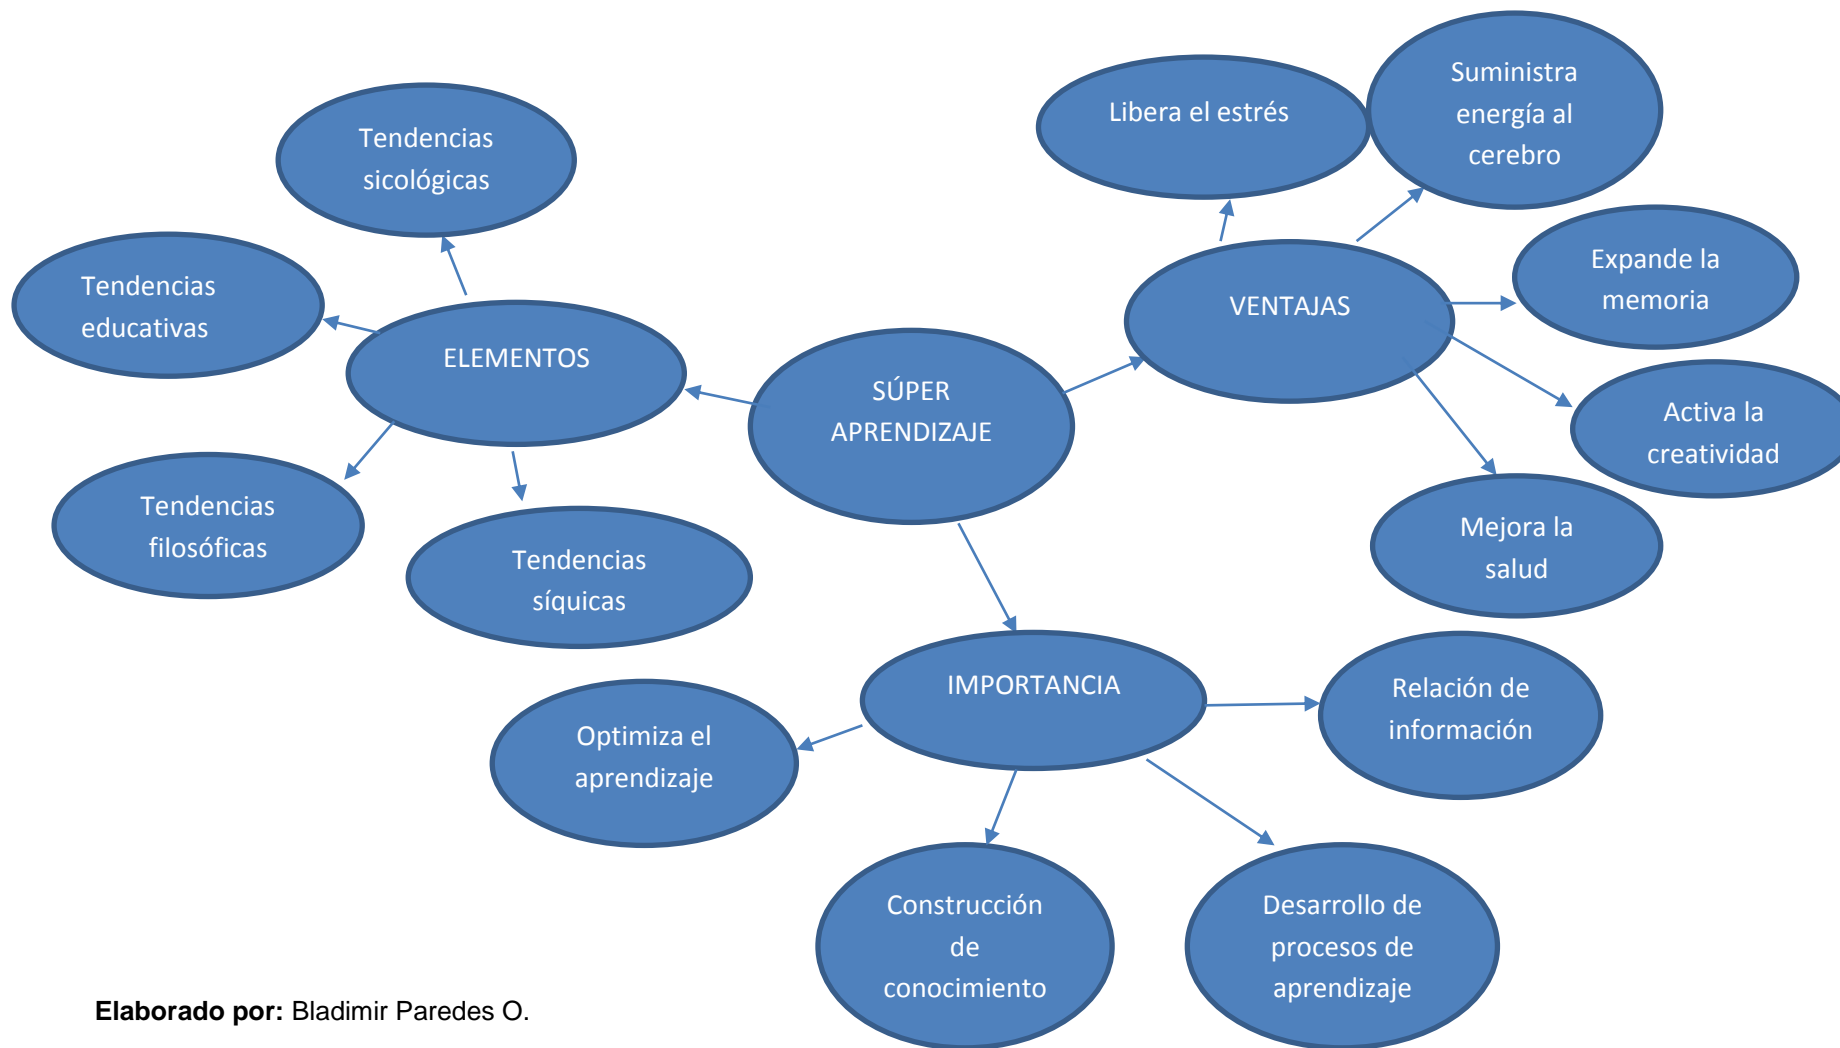 Suministra
energía al
cerebro
Libera el estrés
Tendencias
sicológicas
Expande la
memoria
Tendencias
educativas
VENTAJAS
ELEMENTOS
SÚPER
APRENDIZAJE
Activa la
creatividad
Tendencias
filosóficas
Mejora la
salud
Tendencias
síquicas
IMPORTANCIA
Relación de
información
Optimiza el
aprendizaje
Construcción
de
conocimiento
Desarrollo de
procesos de
aprendizaje
Elaborado por: Bladimir Paredes O.